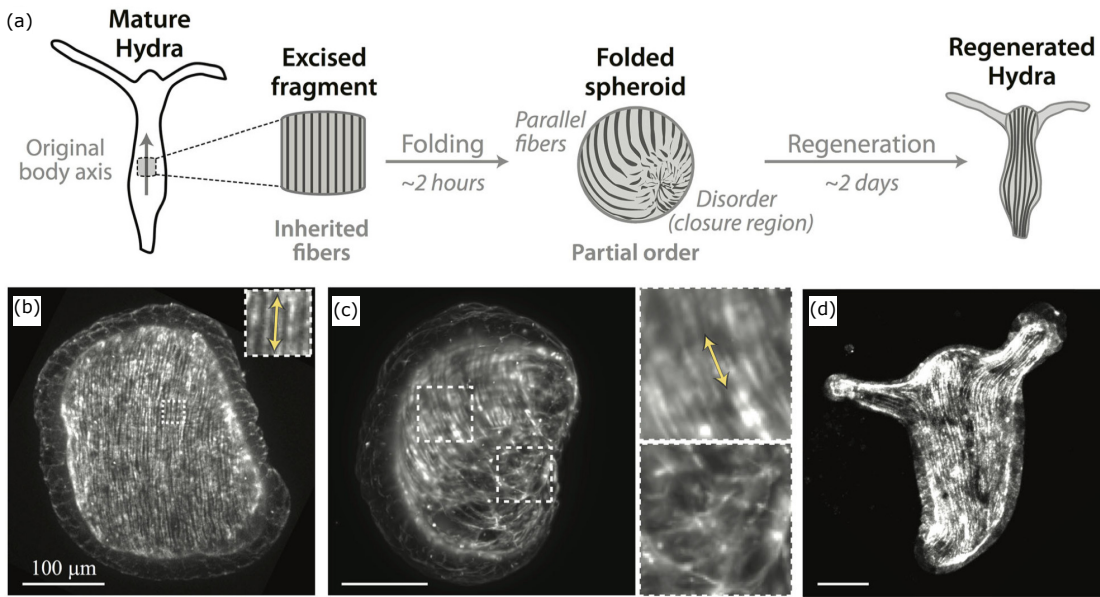 (a)
Mature
Hydra
Original
body axis
Excised
fragment
Inherited
fibers
Folding
~2 hours
Folded
spheroid
Parallel
fibers
Disorder
(closure region)
Partial order
Regeneration
~2 days
Regenerated
Hydra
(b)
100 μm
(c)
(d)